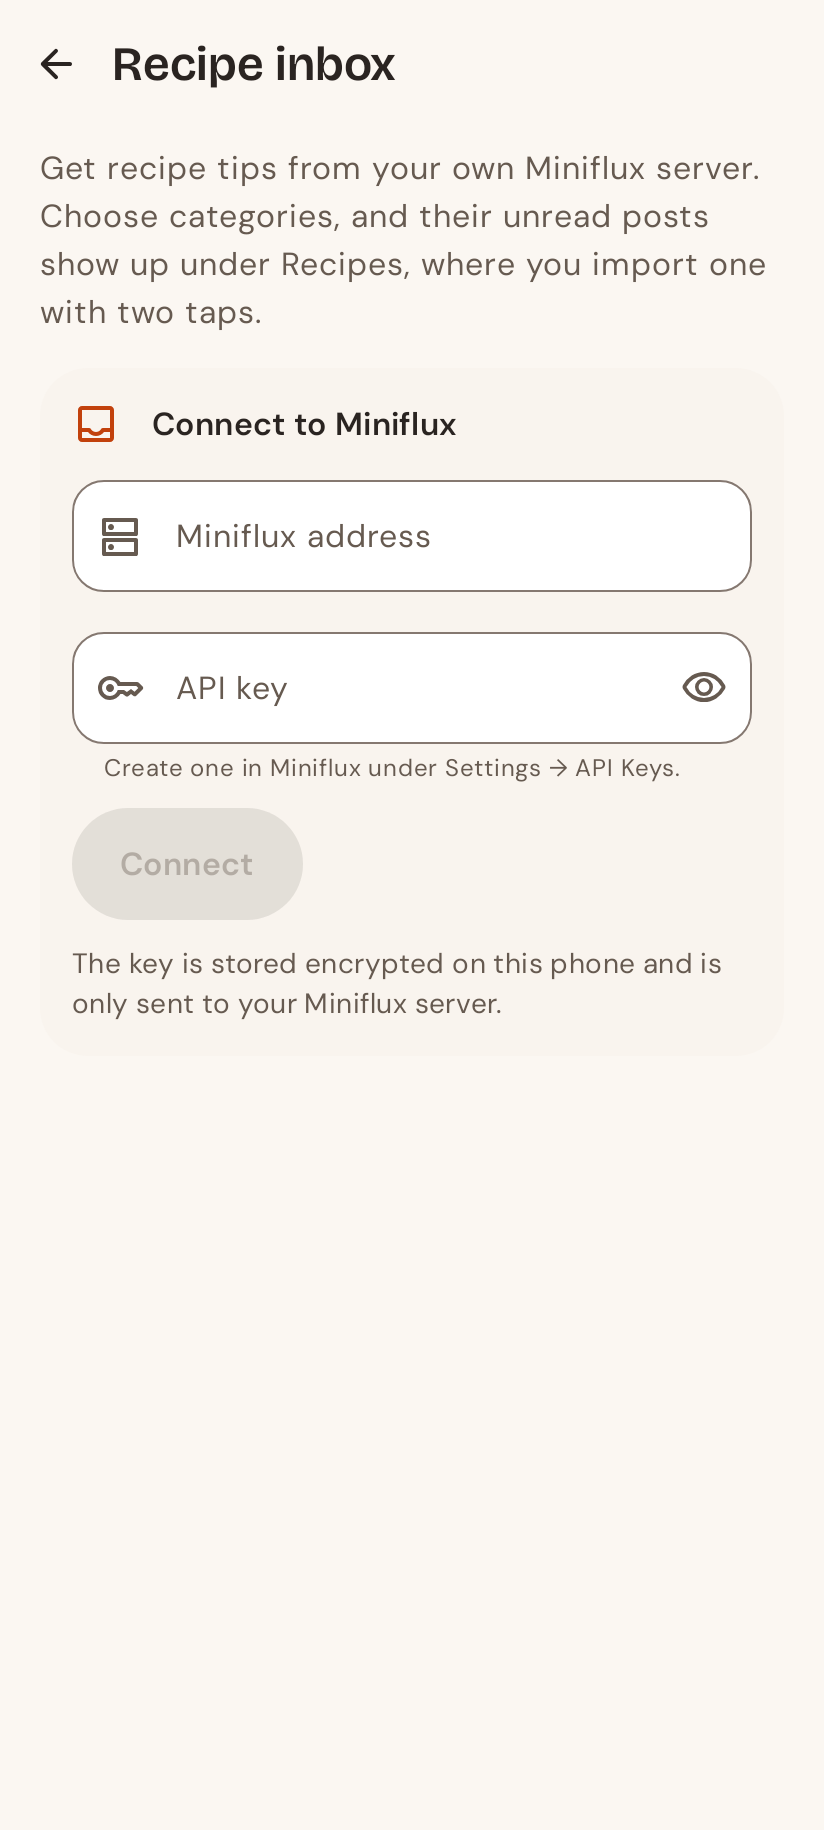 Recipe inbox
Get recipe tips from your own Miniflux server.
Choose categories, and their unread posts
show up under Recipes, where you import one
with two taps.
Connect to Miniflux
Miniflux address
API key
Create one in Miniflux under Settings → API Keys.
Connect
The key is stored encrypted on this phone and is
only sent to your Miniflux server.